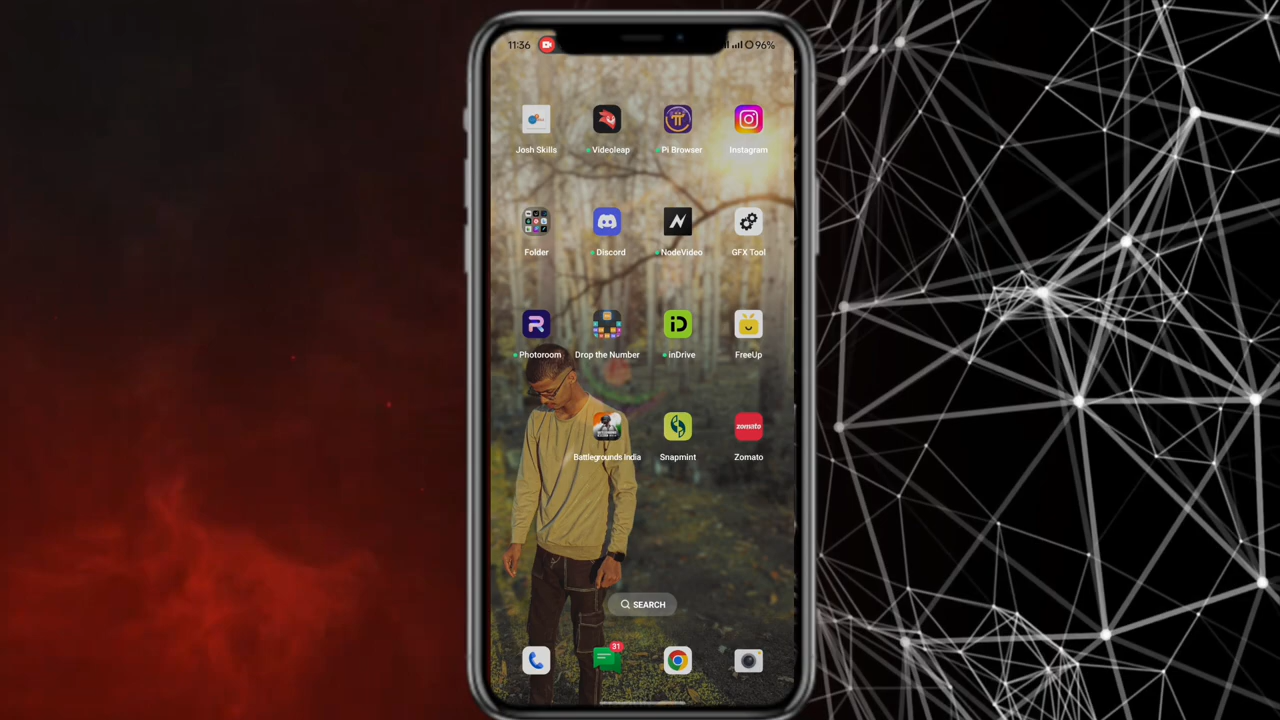 11:36 96%
Josh Skills Videoleap Pi Browser Instagram
Folder Discord NodeVideo GFX Tool
Photoroom Drop the Number inDrive FreeUp
zomato
Battlegrounds India Snapmint Zomato
SEARCH
31